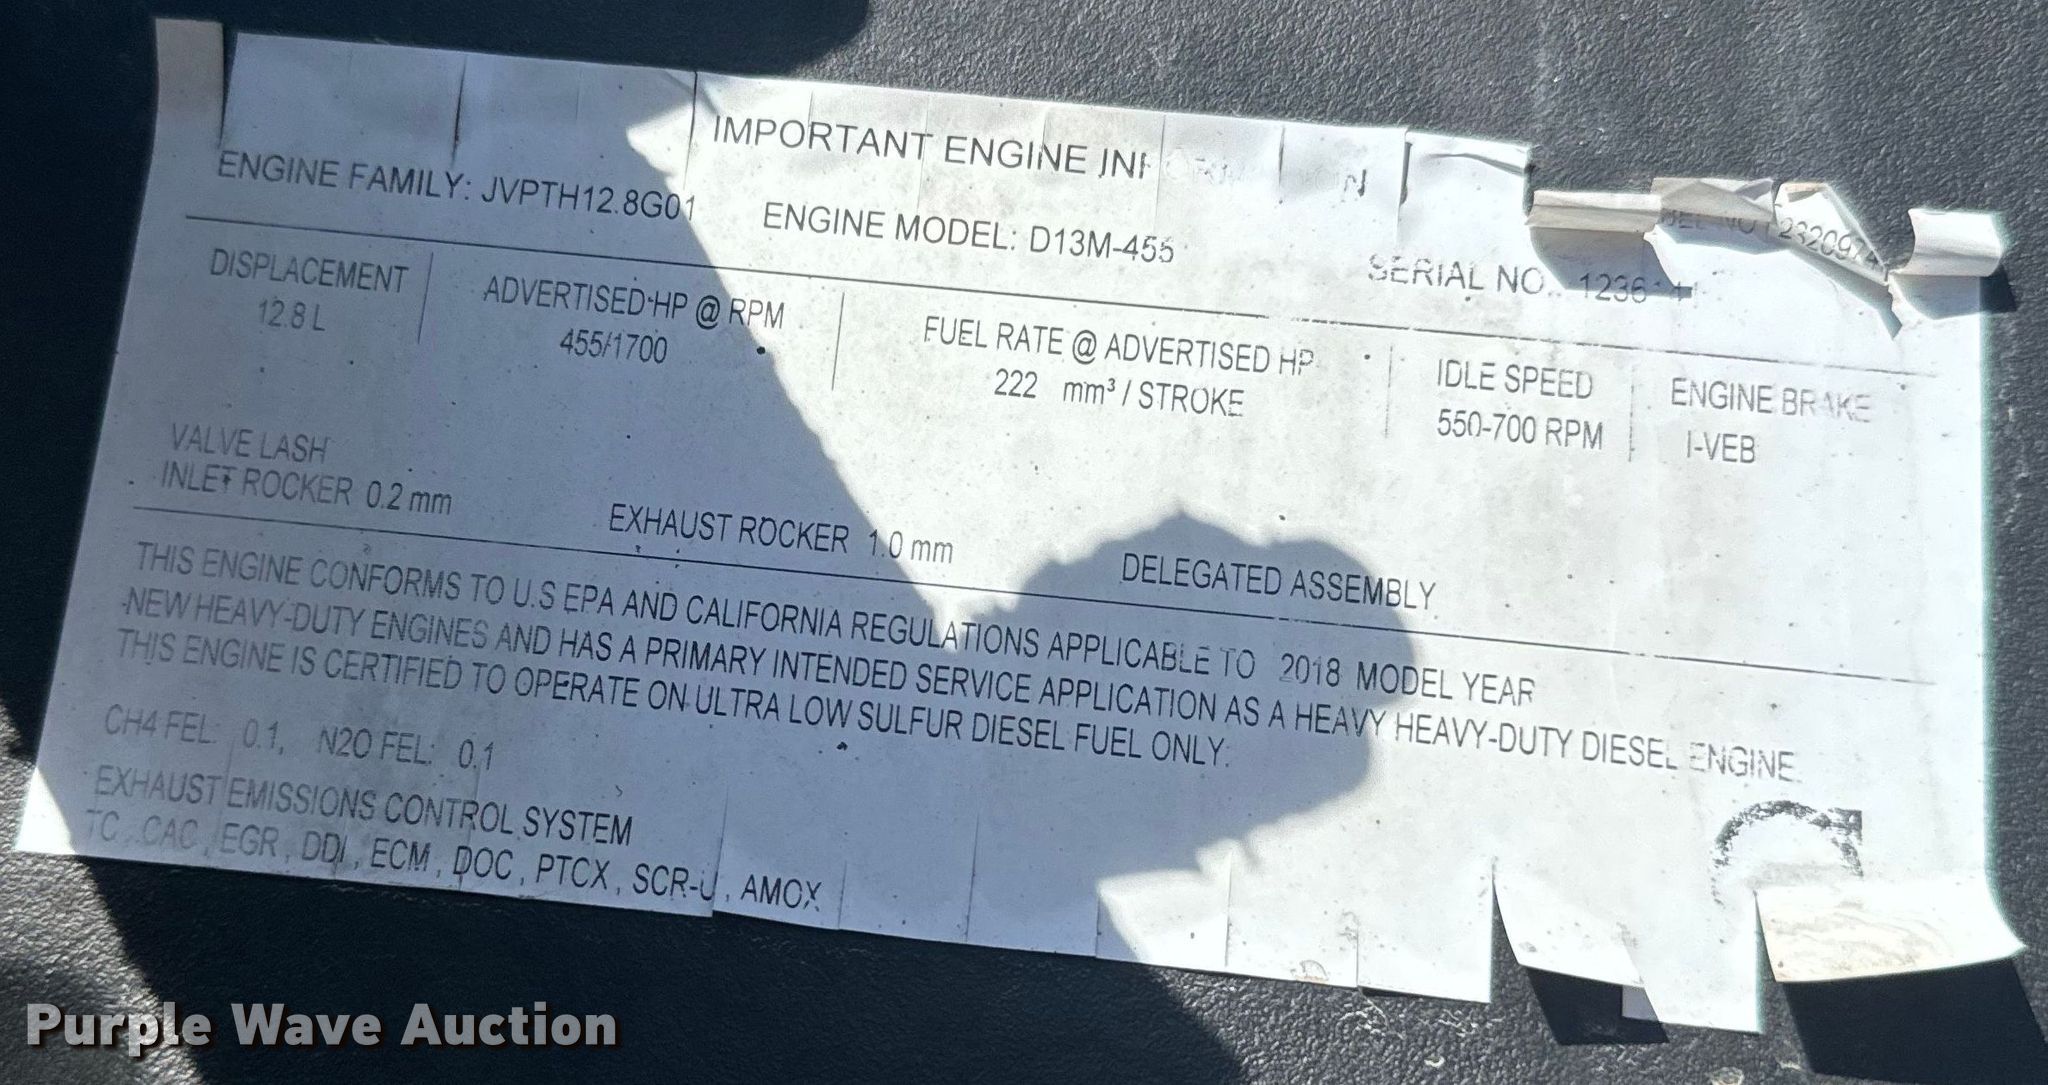 IMPORTANT ENGINE
ENGINE FAMILY: JVPTH12.8G01 ENGINE MODEL: D13M-455 SERIAL NO.
DISPLACEMENT ADVERTISED HP @ RPM FUEL RATE @ ADVERTISED HP IDLE SPEED ENGINE BRAKE
12.8 L 455/1700 222 mm³ / STROKE 550-700 RPM I-VEB
VALVE LASH
INLET ROCKER 0.2 mm EXHAUST ROCKER 1.0 mm DELEGATED ASSEMBLY
THIS ENGINE CONFORMS TO U.S EPA AND CALIFORNIA REGULATIONS APPLICABLE TO 2018 MODEL YEAR
NEW HEAVY-DUTY ENGINES AND HAS A PRIMARY INTENDED SERVICE APPLICATION AS A HEAVY HEAVY-DUTY DIESEL ENGINE.
THIS ENGINE IS CERTIFIED TO OPERATE ON ULTRA LOW SULFUR DIESEL FUEL ONLY.
CH4 FEL: 0.1, N2O FEL: 0.1
EXHAUST EMISSIONS CONTROL SYSTEM
TC , CAC , EGR , DDI , ECM , DOC , PTCX , SCR-U , AMOX
Purple Wave Auction